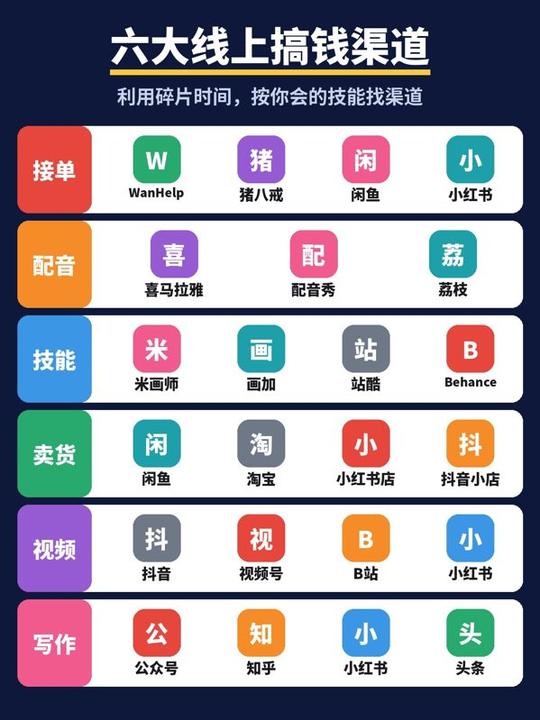 六大线上搞钱渠道
利用碎片时间，按你会的技能找渠道
接单
W 猪 闲 小
WanHelp 猪八戒 闲鱼 小红书
配音
喜 配 荔
喜马拉雅 配音秀 荔枝
技能
米 画 站 B
米画师 画加 站酷 Behance
卖货
闲 淘 小 抖
闲鱼 淘宝 小红书店 抖音小店
视频
抖 视 B 小
抖音 视频号 B站 小红书
写作
公 知 小 头
公众号 知乎 小红书 头条